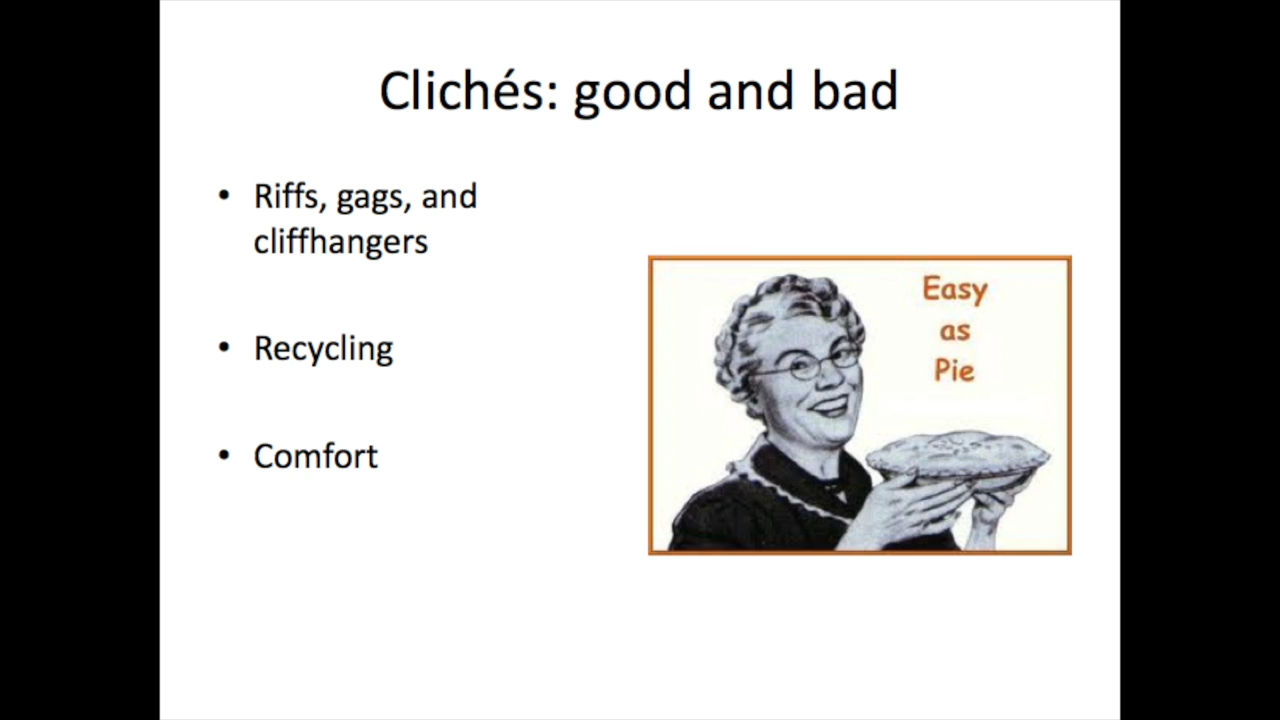 Clichés: good and bad
• Riffs, gags, and
cliffhangers
• Recycling
• Comfort
Easy
as
Pie